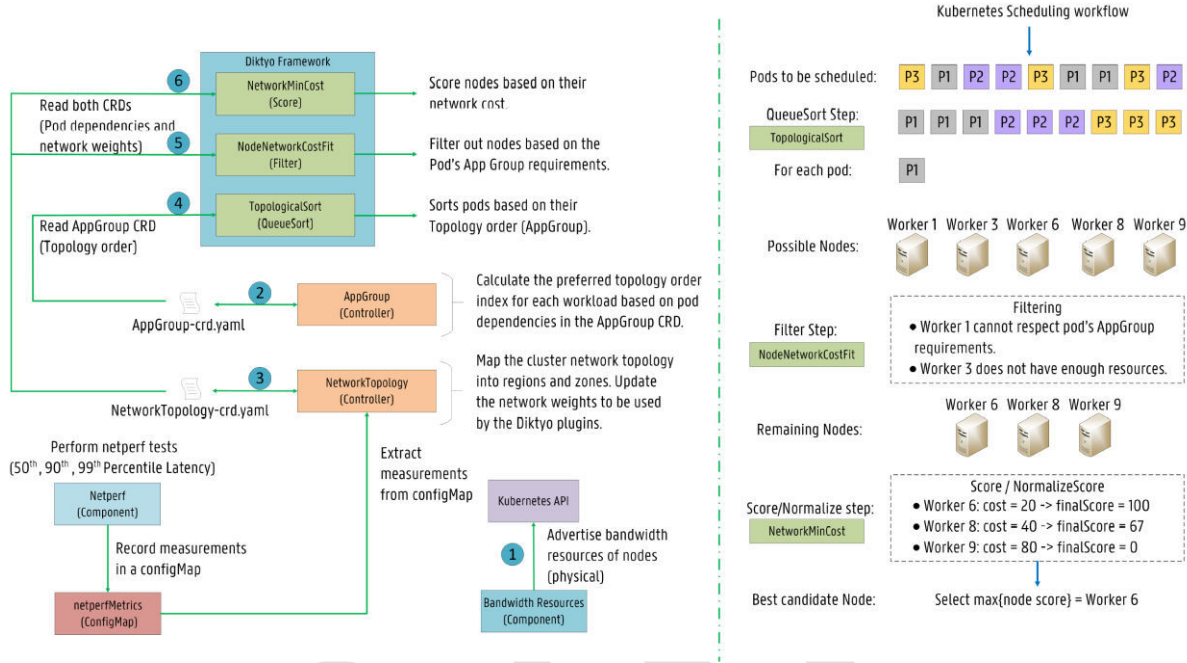 Diktyo Framework
6
NetworkMinCost
(Score)
Score nodes based on their
network cost.
Read both CRDs
(Pod dependencies and
network weights)
5
NodeNetworkCostFit
(Filter)
Filter out nodes based on the
Pod's App Group requirements.
4
TopologicalSort
(QueueSort)
Sorts pods based on their
Topology order (AppGroup).
Read AppGroup CRD
(Topology order)
AppGroup-crd.yaml
2
AppGroup
(Controller)
Calculate the preferred topology order
index for each workload based on pod
dependencies in the AppGroup CRD.
NetworkTopology-crd.yaml
3
NetworkTopology
(Controller)
Map the cluster network topology
into regions and zones. Update
the network weights to be used
by the Diktyo plugins.
Perform netperf tests
(50th, 90th, 99th Percentile Latency)
Netperf
(Component)
Record measurements
in a configMap
netperfMetrics
(ConfigMap)
Extract
measurements
from configMap
Kubernetes API
1
Advertise bandwidth
resources of nodes
(physical)
Bandwidth Resources
(Component)
Kubernetes Scheduling workflow
Pods to be scheduled:
P3 P1 P2 P2 P3 P1 P1 P3 P2
QueueSort Step:
TopologicalSort
P1 P1 P1 P2 P2 P2 P3 P3 P3
For each pod:
P1
Worker 1 Worker 3 Worker 6 Worker 8 Worker 9
Possible Nodes:
Filter Step:
NodeNetworkCostFit
Filtering
• Worker 1 cannot respect pod's AppGroup
requirements.
• Worker 3 does not have enough resources.
Worker 6 Worker 8 Worker 9
Remaining Nodes:
Score/Normalize step:
NetworkMinCost
Score / NormalizeScore
• Worker 6: cost = 20 -> finalScore = 100
• Worker 8: cost = 40 -> finalScore = 67
• Worker 9: cost = 80 -> finalScore = 0
Best candidate Node:
Select max{node score} = Worker 6